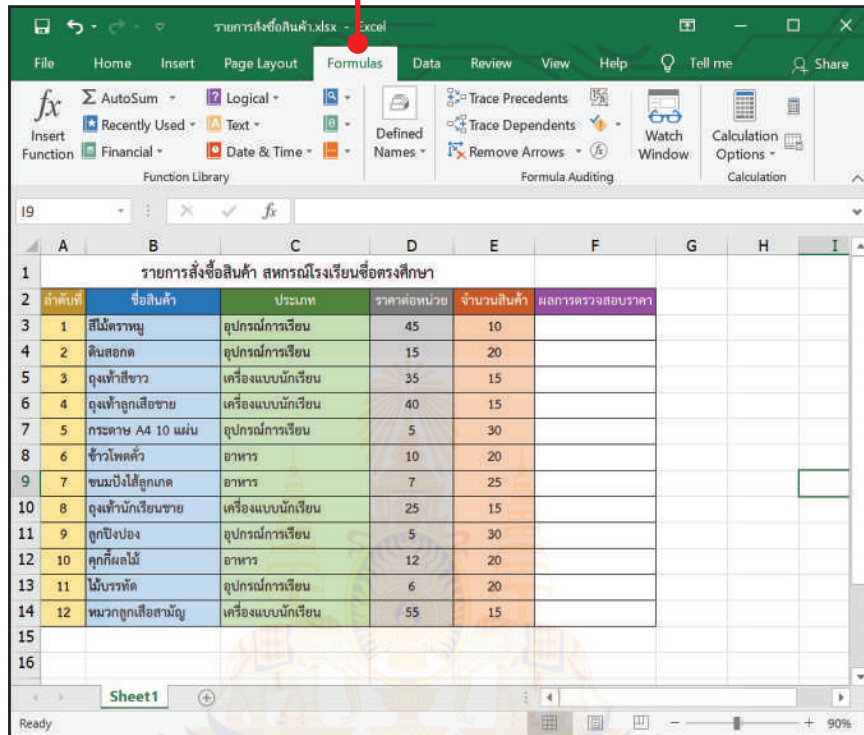 รายการสั่งซื้อสินค้า.xlsx - Excel
File Home Insert Page Layout Formulas Data Review View Help Tell me Share
fx Insert Function
Σ AutoSum
Recently Used
Financial
Logical
Text
Date & Time
Function Library
Defined Names
Trace Precedents
Trace Dependents
Remove Arrows
Watch Window
Formula Auditing
Calculation Options
Calculation
I9 fx
A B C D E F G H I
1 รายการสั่งซื้อสินค้า สหกรณ์โรงเรียนซื่อตรงศึกษา
2 ลำดับที่ ชื่อสินค้า ประเภท ราคาต่อหน่วย จำนวนสินค้า ผลการตรวจสอบราคา
3 1 สีไม้ตราหมู อุปกรณ์การเรียน 45 10
4 2 ดินสอกด อุปกรณ์การเรียน 15 20
5 3 ถุงเท้าสีขาว เครื่องแบบนักเรียน 35 15
6 4 ถุงเท้าลูกเสือชาย เครื่องแบบนักเรียน 40 15
7 5 กระดาษ A4 10 แผ่น อุปกรณ์การเรียน 5 30
8 6 ข้าวโพดคั่ว อาหาร 10 20
9 7 ขนมปังไส้ลูกเกด อาหาร 7 25
10 8 ถุงเท้านักเรียนชาย เครื่องแบบนักเรียน 25 15
11 9 ลูกปิงปอง อุปกรณ์การเรียน 5 30
12 10 คุกกี้ผลไม้ อาหาร 12 20
13 11 ไม้บรรทัด อุปกรณ์การเรียน 6 20
14 12 หมวกลูกเสือสามัญ เครื่องแบบนักเรียน 55 15
15
16
Sheet1
Ready 90%